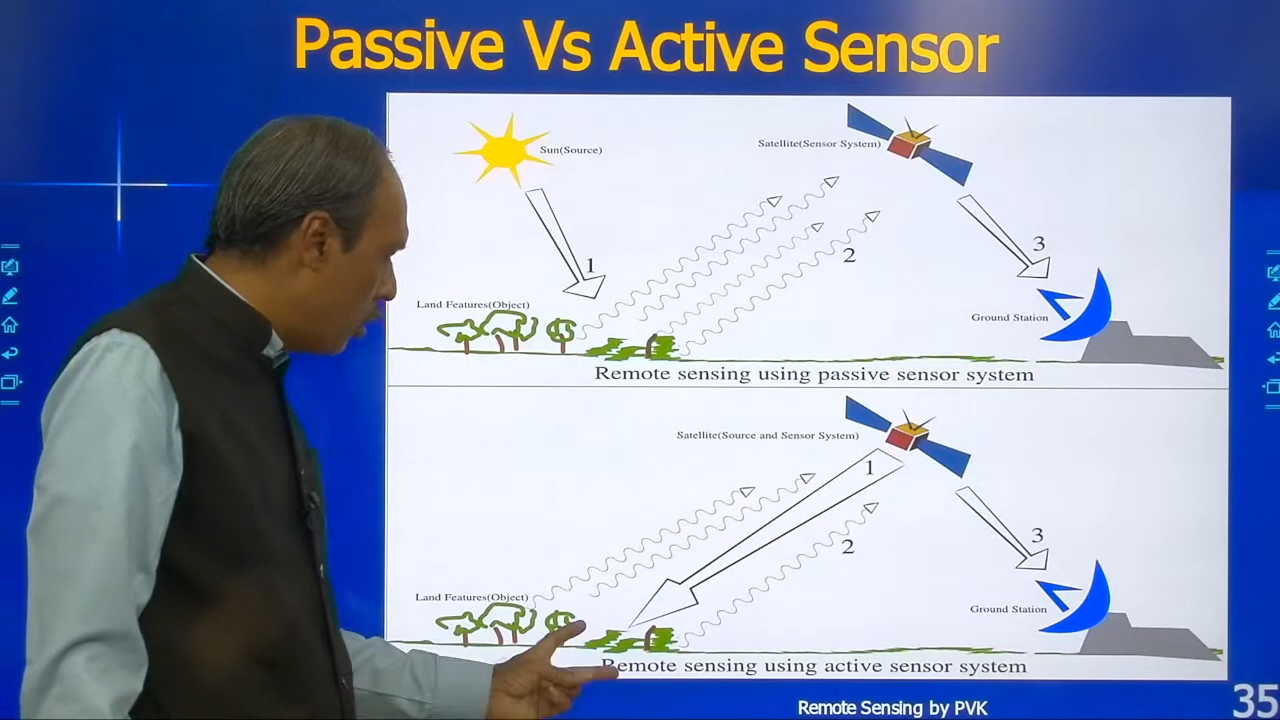 Passive Vs Active Sensor
Sun(Source)
Satellite(Sensor System)
1
2
3
Land Features(Object)
Ground Station
Remote sensing using passive sensor system
Satellite(Source and Sensor System)
1
2
3
Land Features(Object)
Ground Station
Remote sensing using active sensor system
Remote Sensing by PVK
35